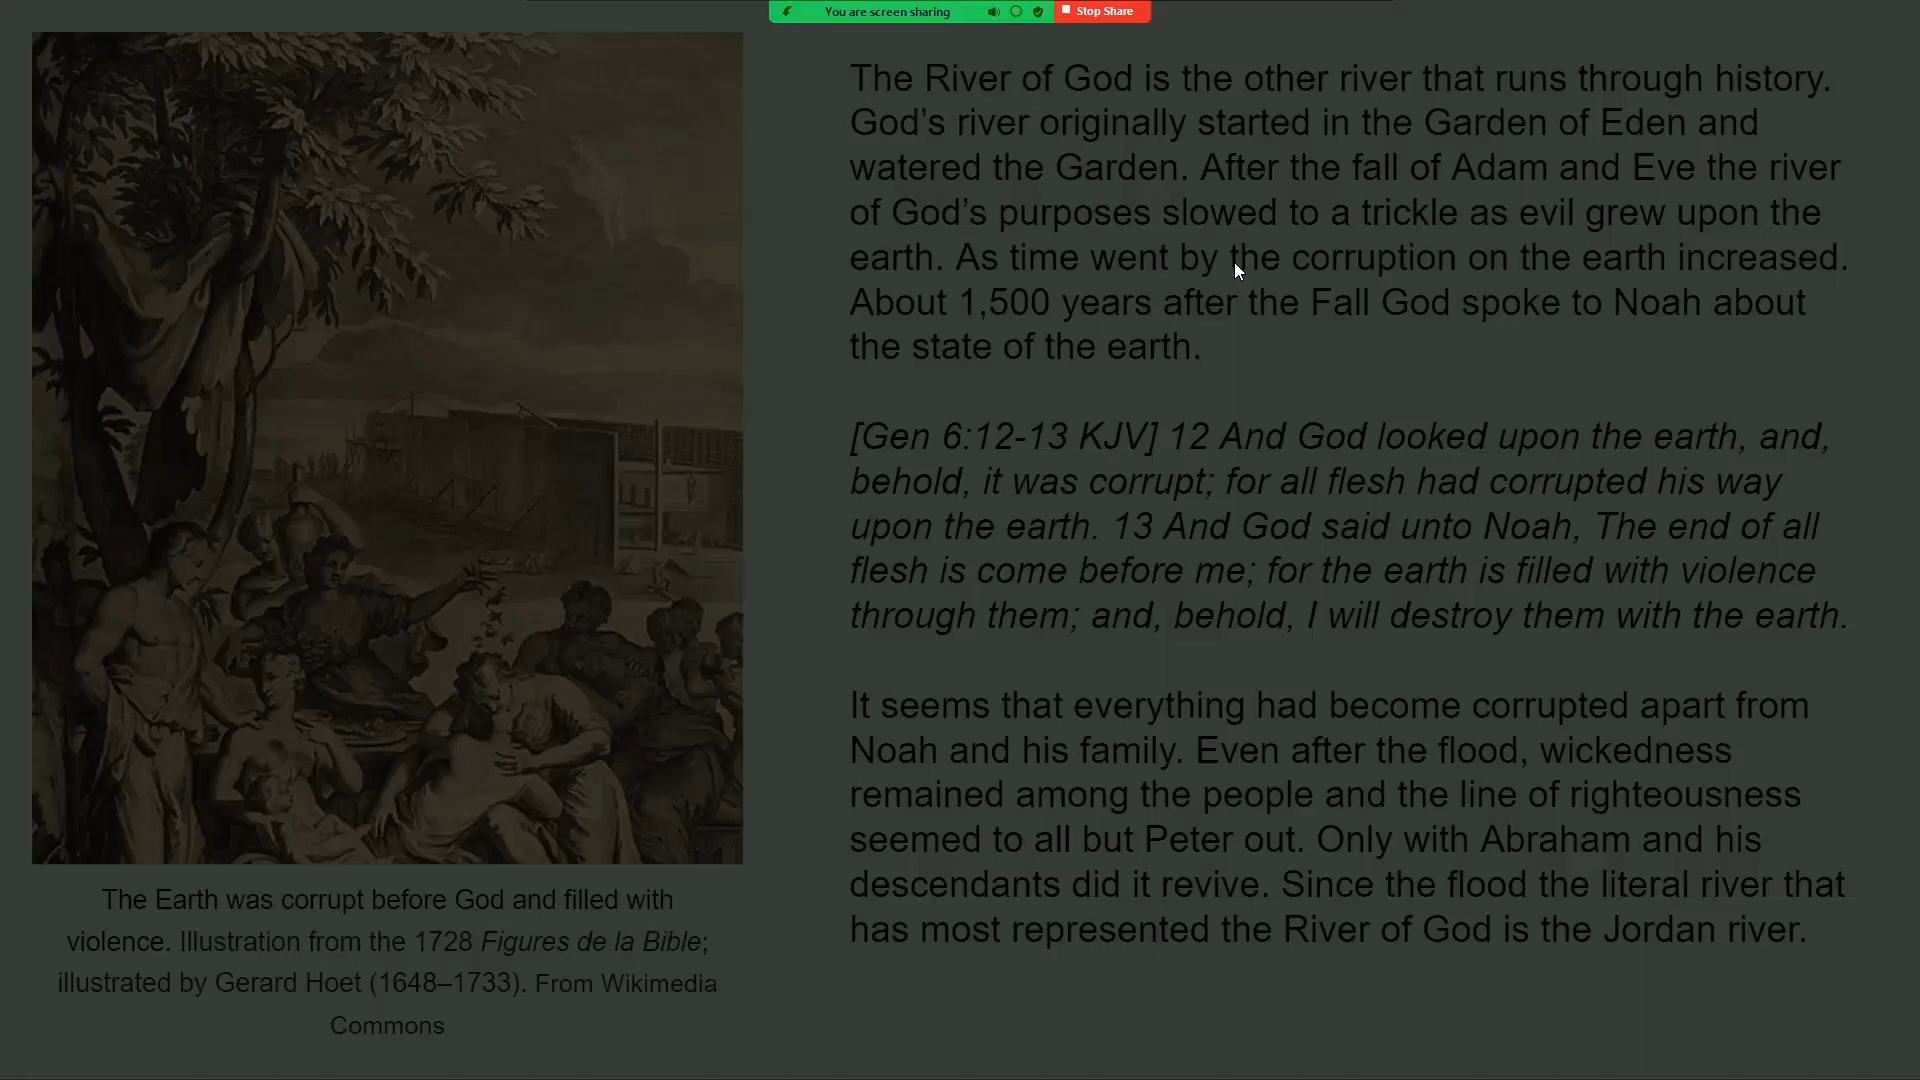 You are screen sharing
Stop Share
The River of God is the other river that runs through history.
God's river originally started in the Garden of Eden and
watered the Garden. After the fall of Adam and Eve the river
of God's purposes slowed to a trickle as evil grew upon the
earth. As time went by the corruption on the earth increased.
About 1,500 years after the Fall God spoke to Noah about
the state of the earth.
[Gen 6:12-13 KJV] 12 And God looked upon the earth, and,
behold, it was corrupt; for all flesh had corrupted his way
upon the earth. 13 And God said unto Noah, The end of all
flesh is come before me; for the earth is filled with violence
through them; and, behold, I will destroy them with the earth.
It seems that everything had become corrupted apart from
Noah and his family. Even after the flood, wickedness
remained among the people and the line of righteousness
seemed to all but Peter out. Only with Abraham and his
descendants did it revive. Since the flood the literal river that
has most represented the River of God is the Jordan river.
The Earth was corrupt before God and filled with
violence. Illustration from the 1728 Figures de la Bible;
illustrated by Gerard Hoet (1648–1733). From Wikimedia
Commons